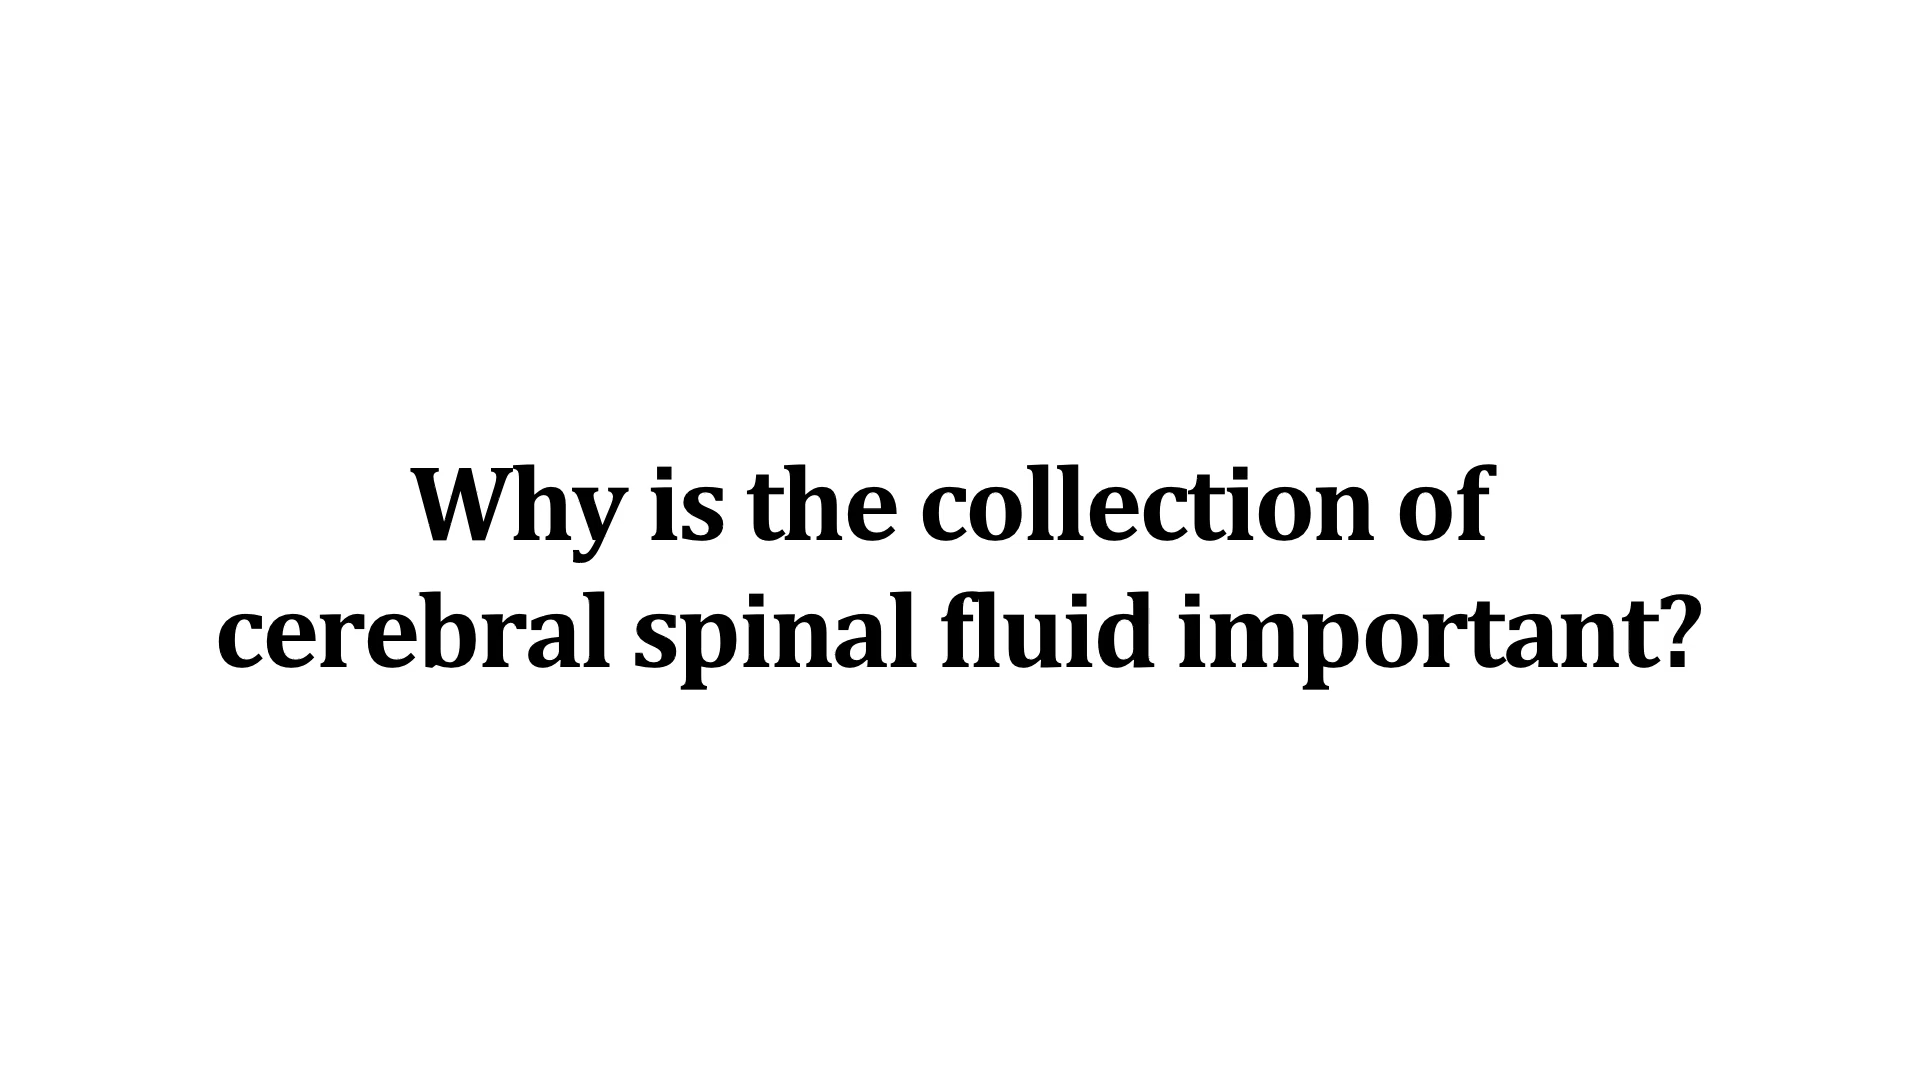 Why is the collection of
cerebral spinal fluid important?